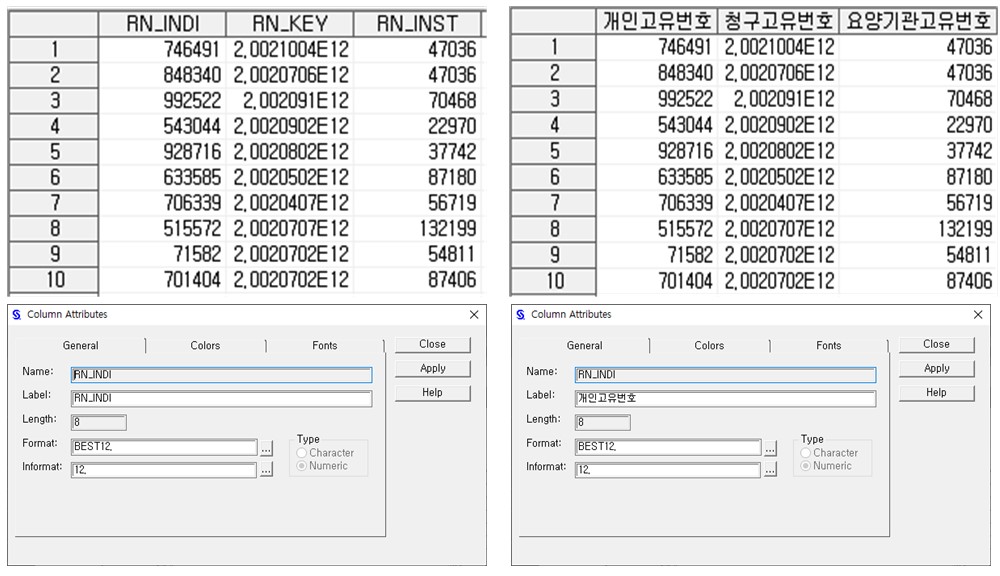 RN_INDI RN_KEY RN_INST
1 746491 2.0021004E12 47036
2 848340 2.0020706E12 47036
3 992522 2.002091E12 70468
4 543044 2.0020902E12 22970
5 928716 2.0020802E12 37742
6 633585 2.0020502E12 87180
7 706339 2.0020407E12 56719
8 515572 2.0020707E12 132199
9 71582 2.0020702E12 54811
10 701404 2.0020702E12 87406
개인고유번호 청구고유번호 요양기관고유번호
1 746491 2.0021004E12 47036
2 848340 2.0020706E12 47036
3 992522 2.002091E12 70468
4 543044 2.0020902E12 22970
5 928716 2.0020802E12 37742
6 633585 2.0020502E12 87180
7 706339 2.0020407E12 56719
8 515572 2.0020707E12 132199
9 71582 2.0020702E12 54811
10 701404 2.0020702E12 87406
Column Attributes
General Colors Fonts Close
Name: RN_INDI Apply
Label: RN_INDI Help
Length: 8
Format: BEST12. ... Type
Character
Informat: 12. ... Numeric
Column Attributes
General Colors Fonts Close
Name: RN_INDI Apply
Label: 개인고유번호 Help
Length: 8
Format: BEST12. ... Type
Character
Informat: 12. ... Numeric